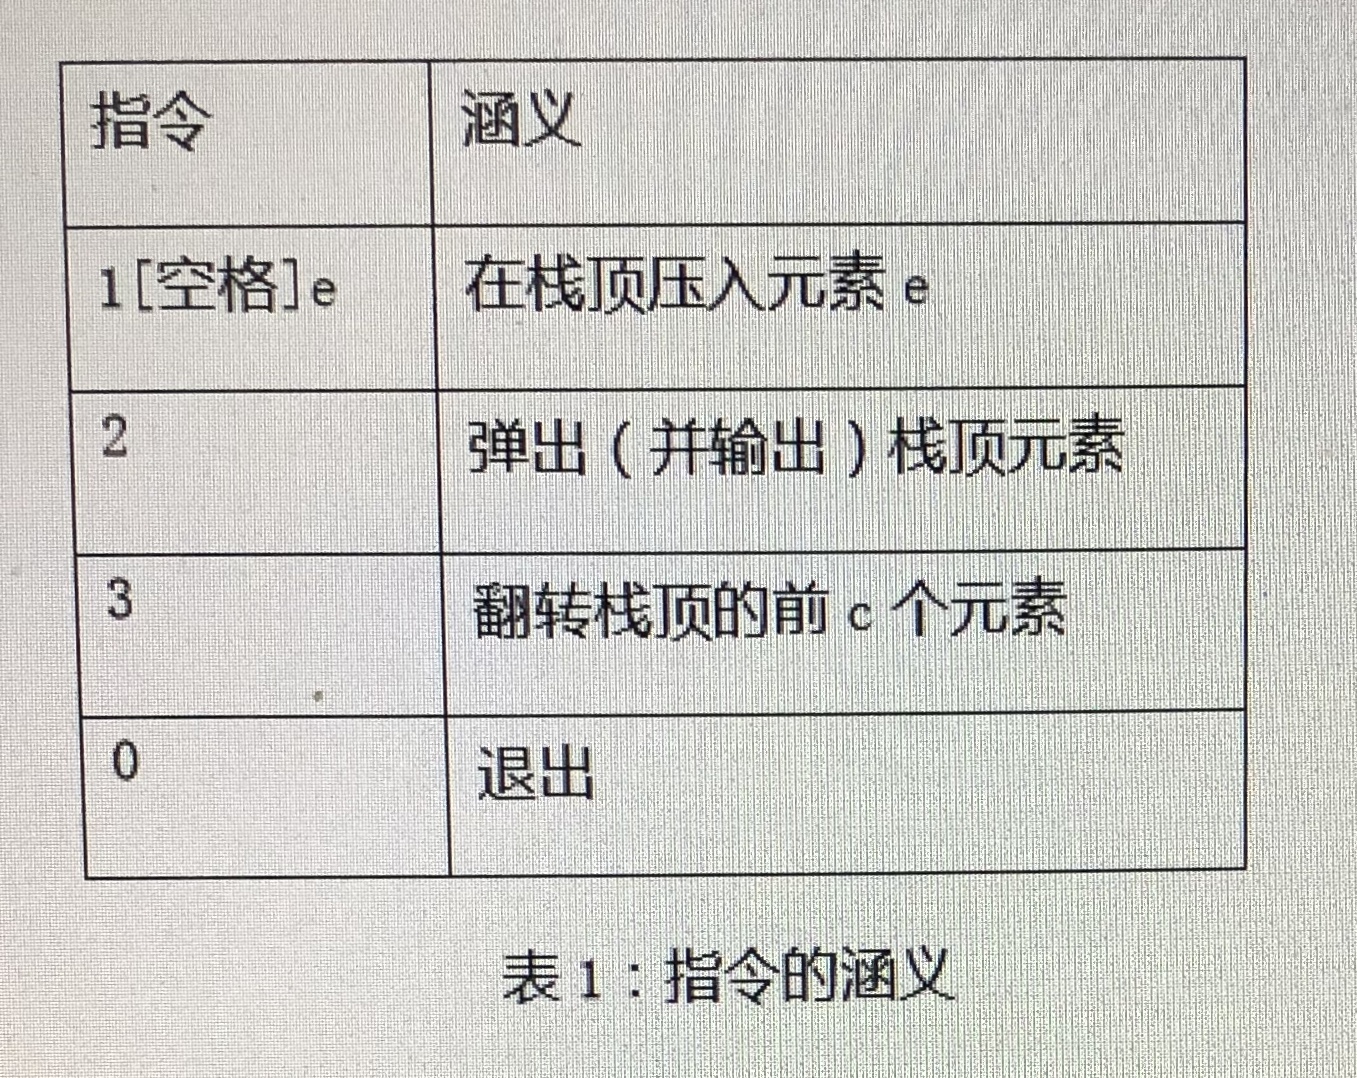 指令 涵义
1[空格]e 在栈顶压入元素 e
2 弹出（并输出）栈顶元素
3 翻转栈顶的前 c 个元素
0 退出
表 1：指令的涵义